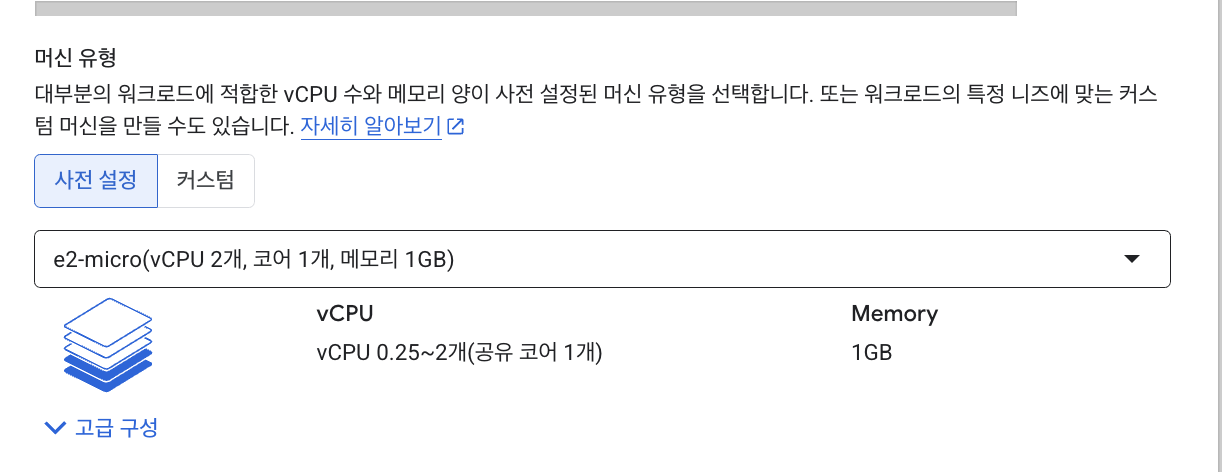 머신 유형
대부분의 워크로드에 적합한 vCPU 수와 메모리 양이 사전 설정된 머신 유형을 선택합니다. 또는 워크로드의 특정 니즈에 맞는 커스
텀 머신을 만들 수도 있습니다. 자세히 알아보기
사전 설정 커스텀
e2-micro(vCPU 2개, 코어 1개, 메모리 1GB)
vCPU Memory
vCPU 0.25~2개(공유 코어 1개) 1GB
고급 구성